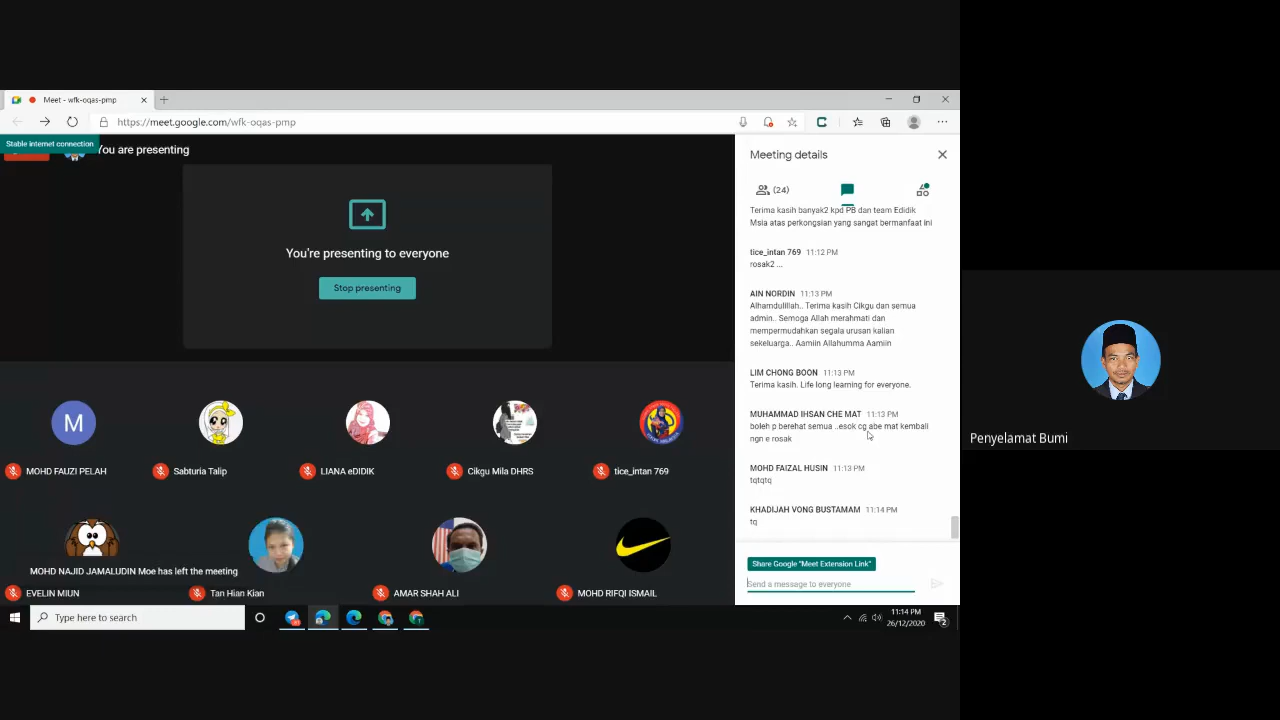 Meet - wfk-oqas-pmp
https://meet.google.com/wfk-oqas-pmp
Stable internet connection
You are presenting
You're presenting to everyone
Stop presenting
M
MOHD FAUZI PELAH
Sabturia Talip
LIANA eDIDIK
Cikgu Mila DHRS
tice_intan 769
MOHD NAJID JAMALUDIN Moe has left the meeting
EVELIN MIUN
Tan Hian Kian
AMAR SHAH ALI
MOHD RIFQI ISMAIL
Meeting details
(24)
Terima kasih banyak2 kpd PB dan team Edidik
Msia atas perkongsian yang sangat bermanfaat ini
tice_intan 769 11:12 PM
rosak2 ...
AIN NORDIN 11:13 PM
Alhamdulillah.. Terima kasih Cikgu dan semua
admin.. Semoga Allah merahmati dan
mempermudahkan segala urusan kalian
sekeluarga.. Aamiin Allahumma Aamiin
LIM CHONG BOON 11:13 PM
Terima kasih. Life long learning for everyone.
MUHAMMAD IHSAN CHE MAT 11:13 PM
boleh p berehat semua ..esok cg abe mat kembali
ngn e rosak
MOHD FAIZAL HUSIN 11:13 PM
tqtqtq
KHADIJAH VONG BUSTAMAM 11:14 PM
tq
Share Google "Meet Extension Link"
Send a message to everyone
Type here to search
11:14 PM
26/12/2020
2
Penyelamat Bumi